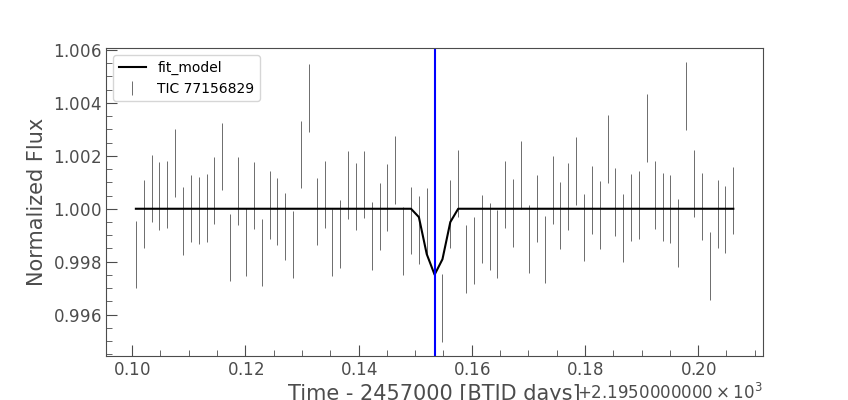 1.006
1.004
1.002
1.000
0.998
0.996
Normalized Flux
fit_model
TIC 77156829
0.10 0.12 0.14 0.16 0.18 0.20
Time - 2457000 [BTJD days]
+2.1950000000 × 10³